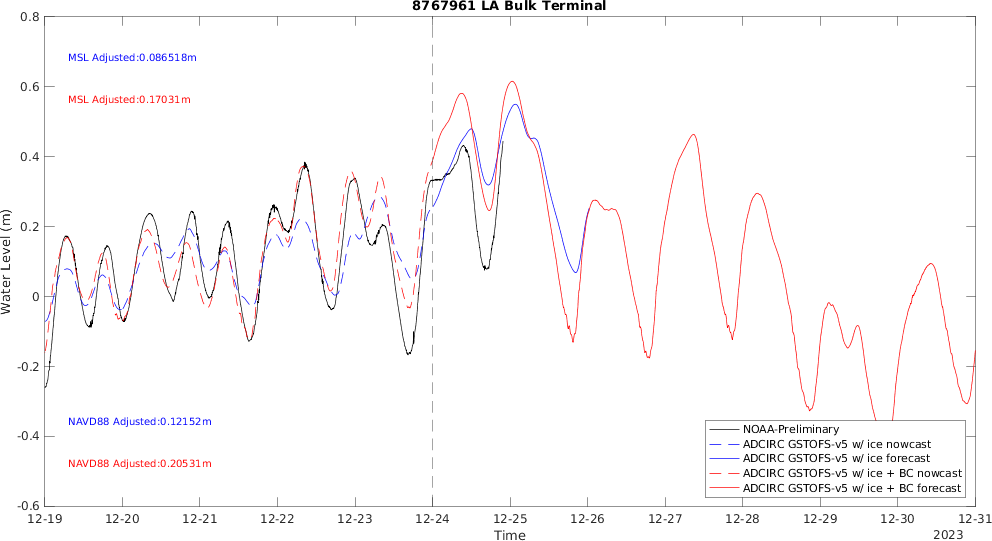 8767961 LA Bulk Terminal
0.8
0.6
0.4
0.2
0
-0.2
-0.4
-0.6
Water Level (m)
MSL Adjusted:0.086518m
MSL Adjusted:0.17031m
NAVD88 Adjusted:0.12152m
NAVD88 Adjusted:0.20531m
NOAA-Preliminary
ADCIRC GSTOFS-v5 w/ ice nowcast
ADCIRC GSTOFS-v5 w/ ice forecast
ADCIRC GSTOFS-v5 w/ ice + BC nowcast
ADCIRC GSTOFS-v5 w/ ice + BC forecast
12-19 12-20 12-21 12-22 12-23 12-24 12-25 12-26 12-27 12-28 12-29 12-30 12-31
Time
2023